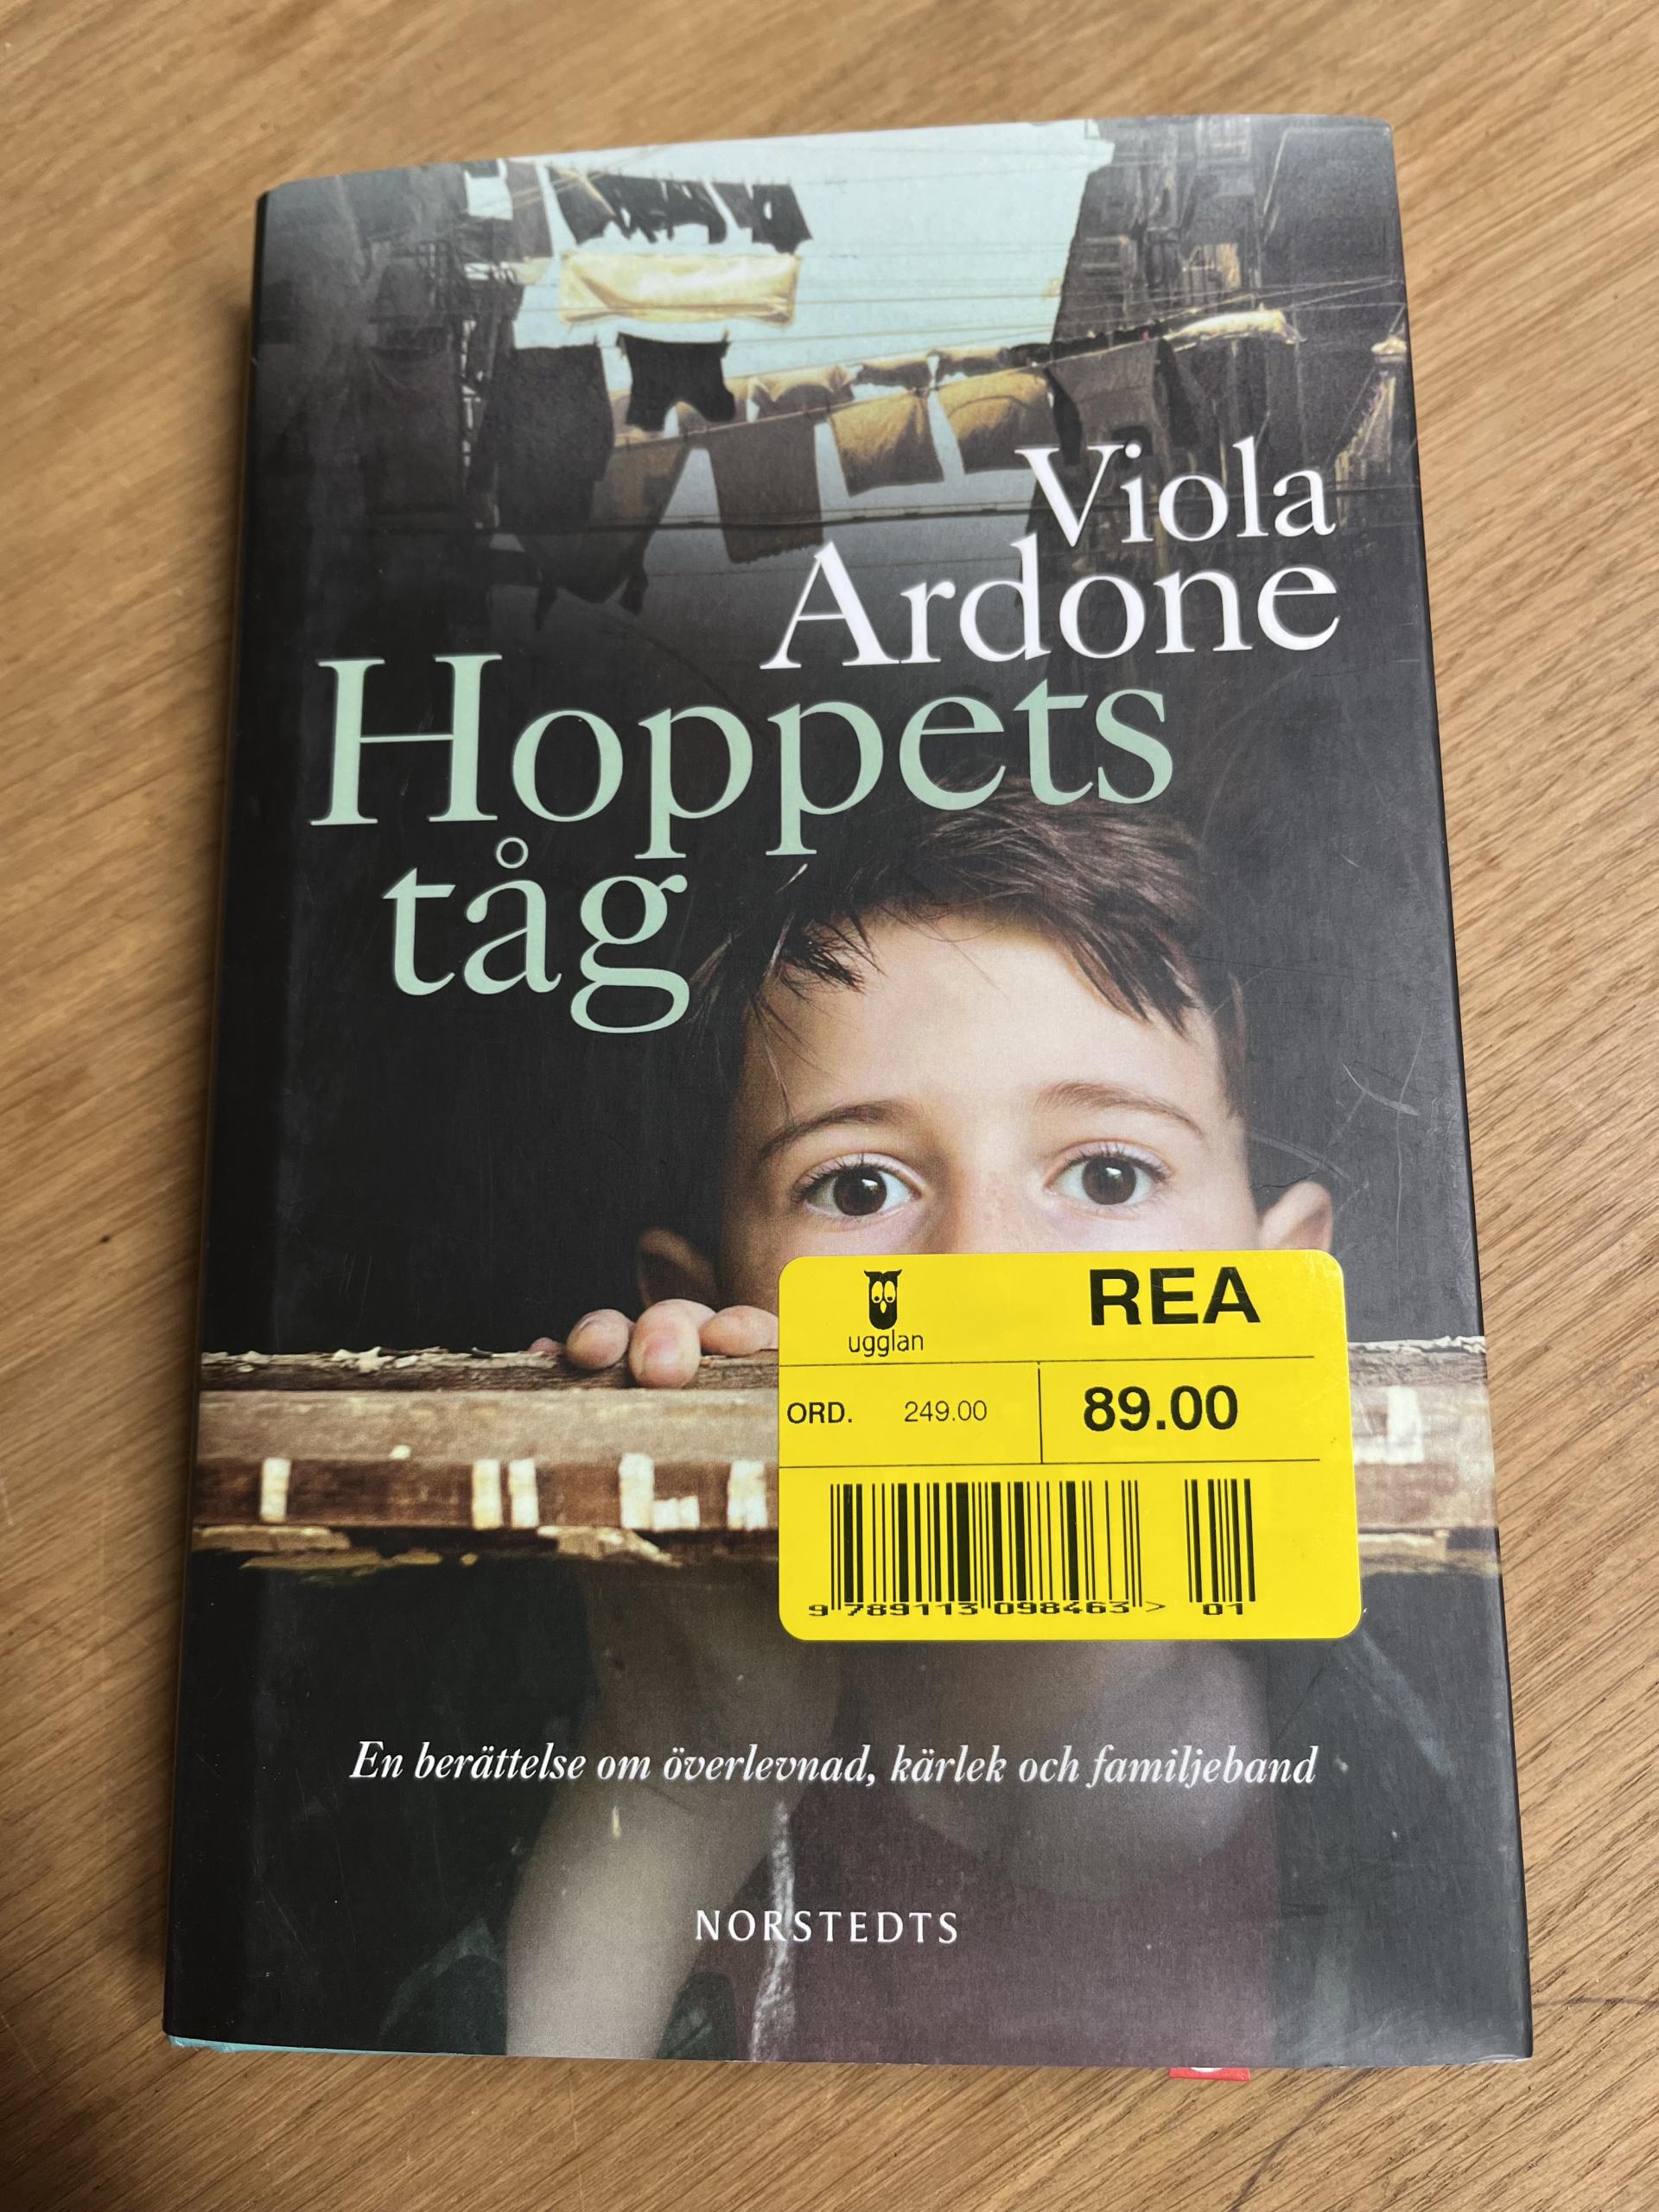 Viola
Ardone
Hoppets
tåg
ugglan
REA
ORD. 249.00
89.00
9 789113 098463 >
01
En berättelse om överlevnad, kärlek och familjeband
NORSTEDTS